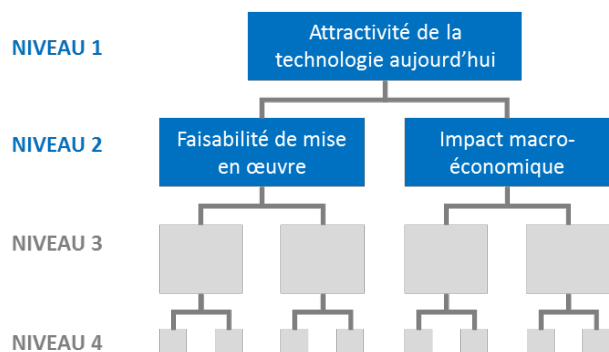 NIVEAU 1
Attractivité de la
technologie aujourd’hui
NIVEAU 2
Faisabilité de mise
en œuvre
Impact macro-
économique
NIVEAU 3
NIVEAU 4